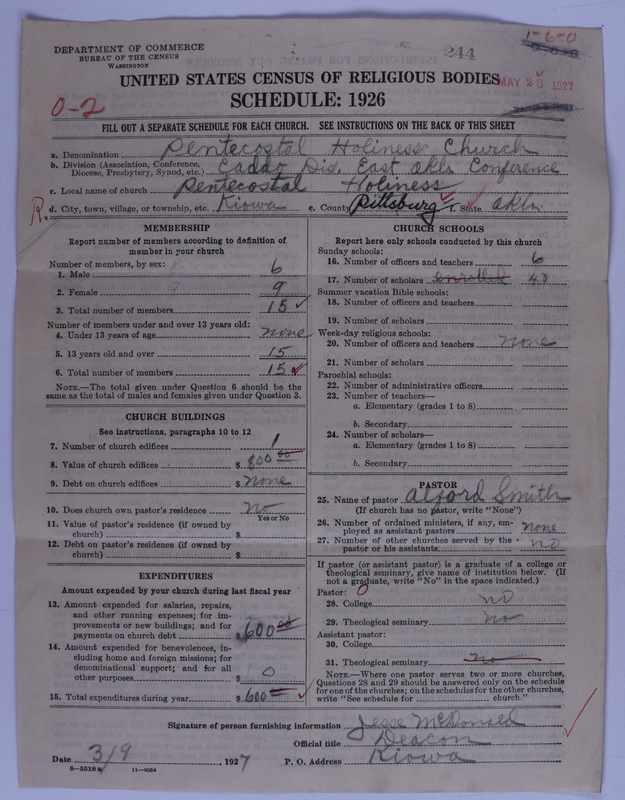 DEPARTMENT OF COMMERCE
BUREAU OF THE CENSUS
WASHINGTON
244
1-6-0
UNITED STATES CENSUS OF RELIGIOUS BODIES
MAY 28 1927
SCHEDULE: 1926
0-2
FILL OUT A SEPARATE SCHEDULE FOR EACH CHURCH. SEE INSTRUCTIONS ON THE BACK OF THIS SHEET
a. Denomination Pentecostal Holiness Church
b. Division (Association, Conference, Diocese, Presbytery, Synod, etc.) Cadar Dis. East Okla Conference
c. Local name of church Pentecostal Holiness
R. d. City, town, village, or township, etc. Kiowa e. County Pittsburg f. State Okla.
MEMBERSHIP
Report number of members according to definition of
member in your church
Number of members, by sex:
1. Male 6
2. Female 9
3. Total number of members 15
Number of members under and over 13 years old:
4. Under 13 years of age none
5. 13 years old and over 15
6. Total number of members 15
NOTE.—The total given under Question 6 should be
same as the total of males and females given under Question 3.
CHURCH BUILDINGS
See instructions, paragraphs 10 to 12
7. Number of church edifices 1
8. Value of church edifices $ 800 00
9. Debt on church edifices $ none
10. Does church own pastor's residence no
Yes or No
11. Value of pastor's residence (if owned by
church) $
12. Debt on pastor's residence (if owned by
church) $
EXPENDITURES
Amount expended by your church during last fiscal year
13. Amount expended for salaries, repairs,
and other running expenses; for im-
provements or new buildings; and for
payments on church debt $ 600 00
14. Amount expended for benevolences, in-
cluding home and foreign missions; for
denominational support; and for all
other purposes $ 0
15. Total expenditures during year $ 600
CHURCH SCHOOLS
Report here only schools conducted by this church
Sunday schools:
16. Number of officers and teachers 6
17. Number of scholars enrolled 40
Summer vacation Bible schools:
18. Number of officers and teachers
19. Number of scholars
Week-day religious schools:
20. Number of officers and teachers none
21. Number of scholars
Parochial schools:
22. Number of administrative officers
23. Number of teachers—
a. Elementary (grades 1 to 8)
b. Secondary
24. Number of scholars—
a. Elementary (grades 1 to 8)
b. Secondary
PASTOR
25. Name of pastor Alford Smith
(If church has no pastor, write "None")
26. Number of ordained ministers, if any, em-
ployed as assistant pastors none
27. Number of other churches served by the
pastor or his assistants no
If pastor (or assistant pastor) is a graduate of a college or
theological seminary, give name of institution below. (If
not a graduate, write "No" in the space indicated.)
Pastor: 0
28. College no
29. Theological seminary no
Assistant pastor:
30. College
31. Theological seminary no
NOTE.—Where one pastor serves two or more churches,
Questions 28 and 29 should be answered only on the schedule
for one of the churches; on the schedules for the other churches,
write "See schedule for church."
Signature of person furnishing information Jesse McDonald
Official title Deacon
Date 3/9, 1927 P. O. Address Kiowa
8-5518 a 11-9054